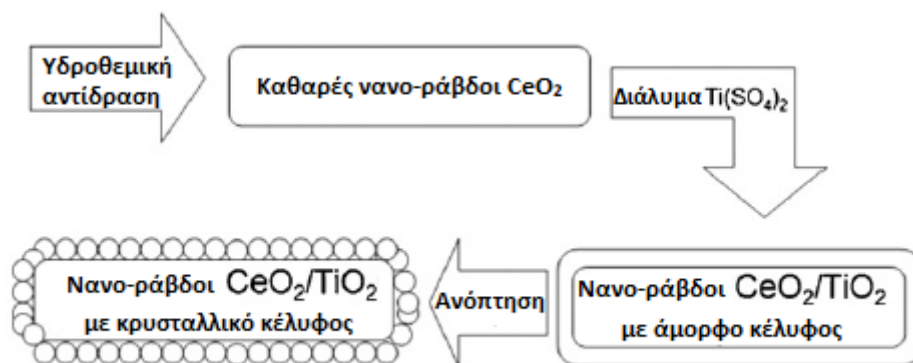 Υδροθεμική
αντίδραση
Καθαρές νανο-ράβδοι CeO₂
Διάλυμα Ti(SO₄)₂
Νανο-ράβδοι CeO₂/TiO₂
με κρυσταλλικό κέλυφος
Ανόπτηση
Νανο-ράβδοι CeO₂/TiO₂
με άμορφο κέλυφος